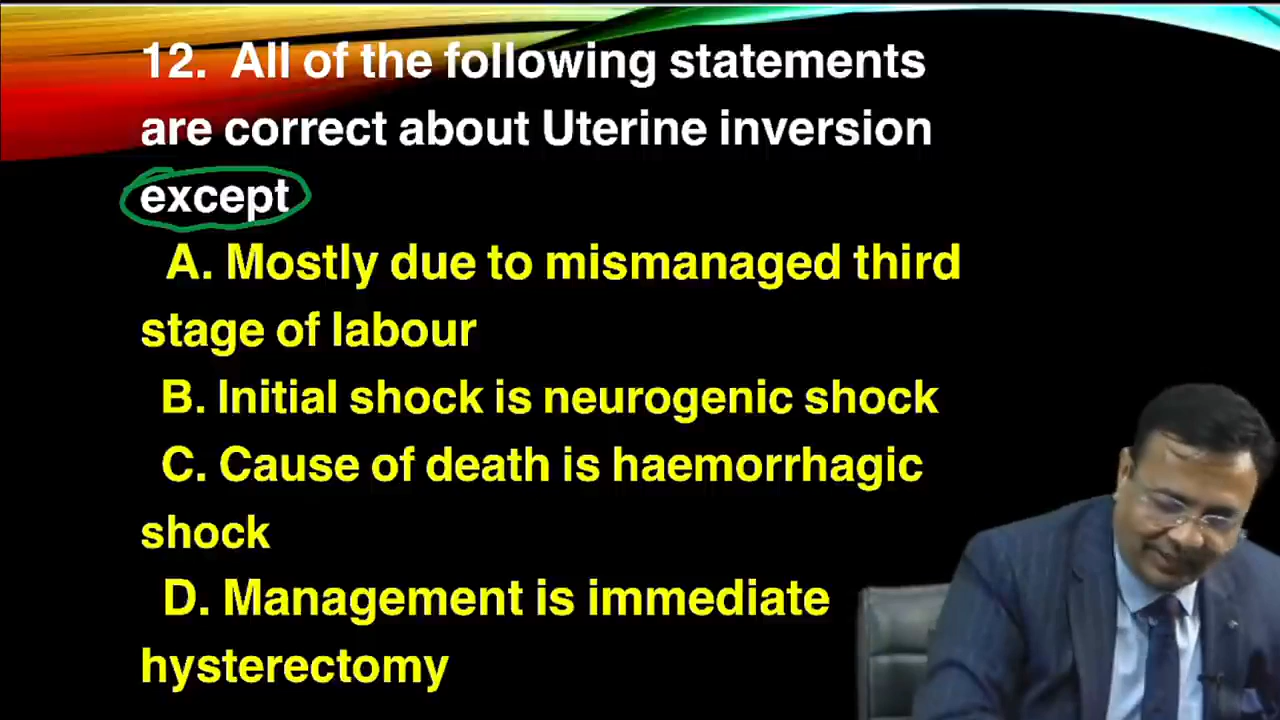 12. All of the following statements
are correct about Uterine inversion
except
A. Mostly due to mismanaged third
stage of labour
B. Initial shock is neurogenic shock
C. Cause of death is haemorrhagic
shock
D. Management is immediate
hysterectomy